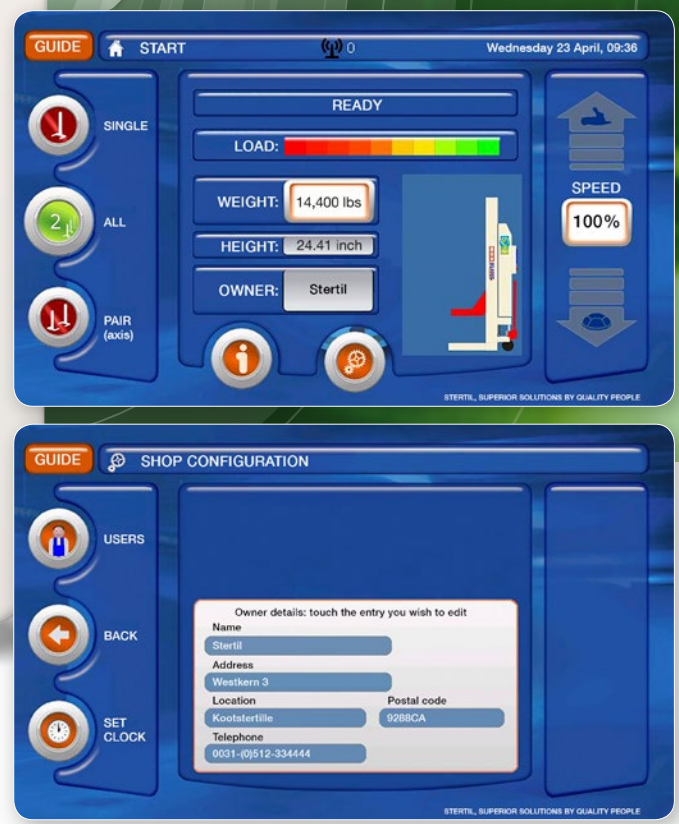 GUIDE
START
0
Wednesday 23 April, 09:36
SINGLE
2
ALL
PAIR
(axis)
READY
LOAD:
WEIGHT: 14,400 lbs
HEIGHT: 24.41 inch
OWNER: Stertil
SPEED
100%
STERTIL, SUPERIOR SOLUTIONS BY QUALITY PEOPLE
GUIDE
SHOP CONFIGURATION
USERS
BACK
SET
CLOCK
Owner details: touch the entry you wish to edit
Name
Stertil
Address
Westkern 3
Location Postal code
Kootstertille 9288CA
Telephone
0031-(0)512-334444
STERTIL, SUPERIOR SOLUTIONS BY QUALITY PEOPLE